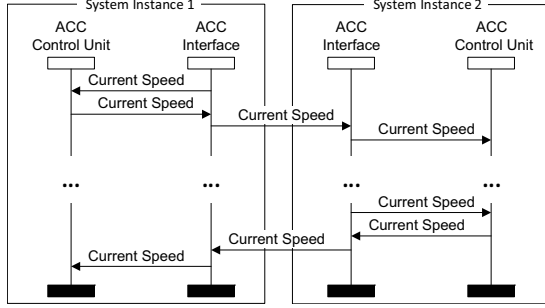 System Instance 1
System Instance 2
ACC
Control Unit
ACC
Interface
ACC
Interface
ACC
Control Unit
Current Speed
Current Speed
Current Speed
Current Speed
... ... ... ...
Current Speed
Current Speed
Current Speed
Current Speed